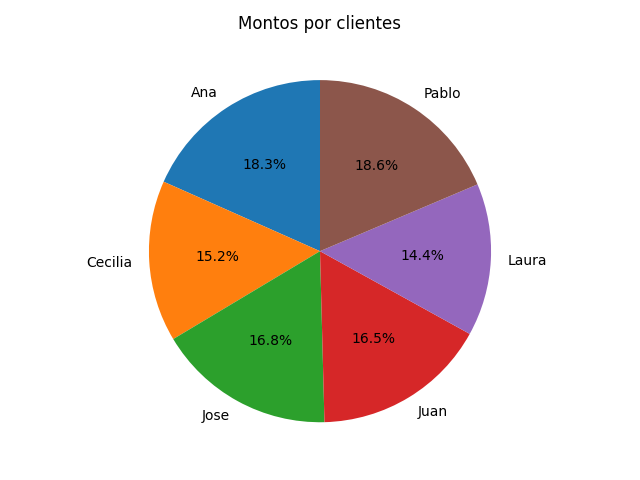 Montos por clientes
Ana
Pablo
18.3%
18.6%
Cecilia
15.2%
14.4%
Laura
16.8%
16.5%
Jose
Juan